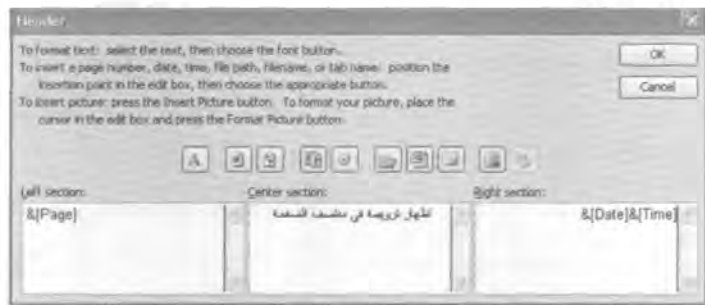 Header
To format text: select the text, then choose the font button.
To insert a page number, date, time, file path, filename, or tab name: position the
insertion point in the edit box, then choose the appropriate button.
To insert picture: press the Insert Picture button. To format your picture, place the
cursor in the edit box and press the Format Picture button.
OK
Cancel
A
Left section:
Center section:
Right section:
&[Page]
اظهار ترويسة في منتصف الصفحة
&[Date]&[Time]